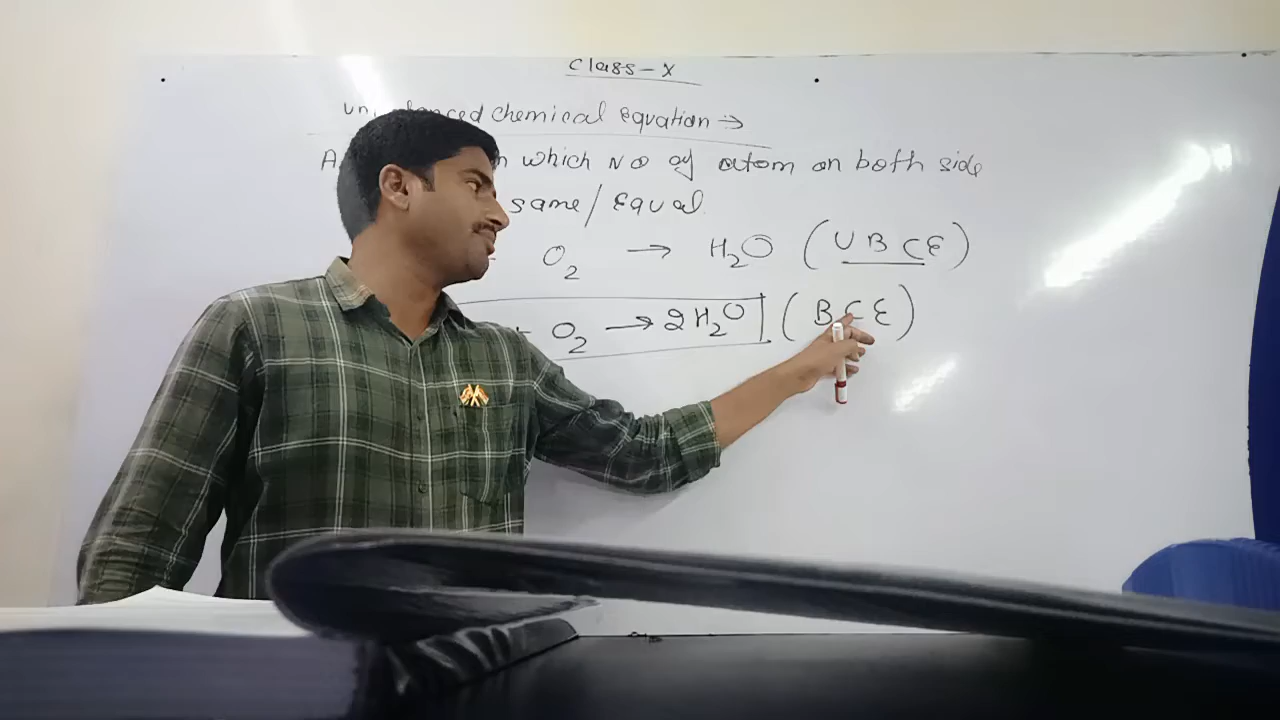 Class-X
chemical Equation ⇒
which No of atom on both side
same/Equal.
O₂ → H₂O (UBCE)
+ O₂ → 2H₂O (BCE)